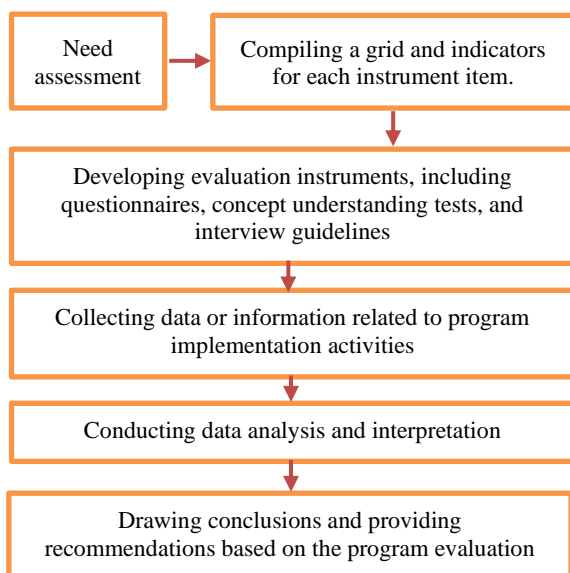 Need
assessment
Compiling a grid and indicators
for each instrument item.
Developing evaluation instruments, including
questionnaires, concept understanding tests, and
interview guidelines
Collecting data or information related to program
implementation activities
Conducting data analysis and interpretation
Drawing conclusions and providing
recommendations based on the program evaluation